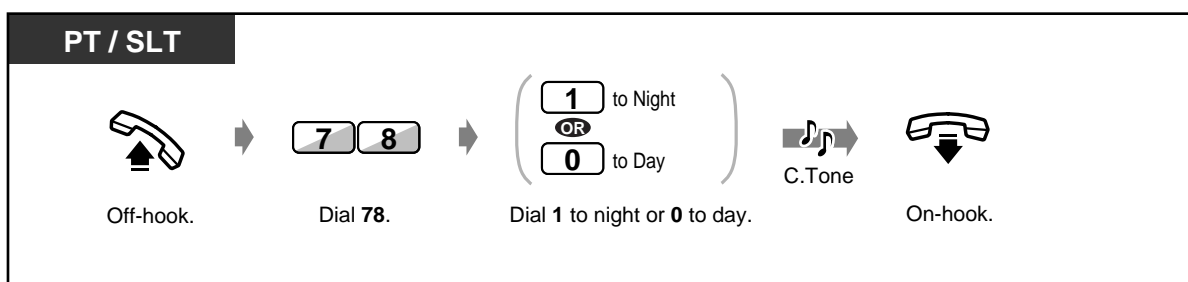 PT / SLT
7 8
1 to Night
OR
0 to Day
C.Tone
Off-hook.
Dial 78.
Dial 1 to night or 0 to day.
On-hook.